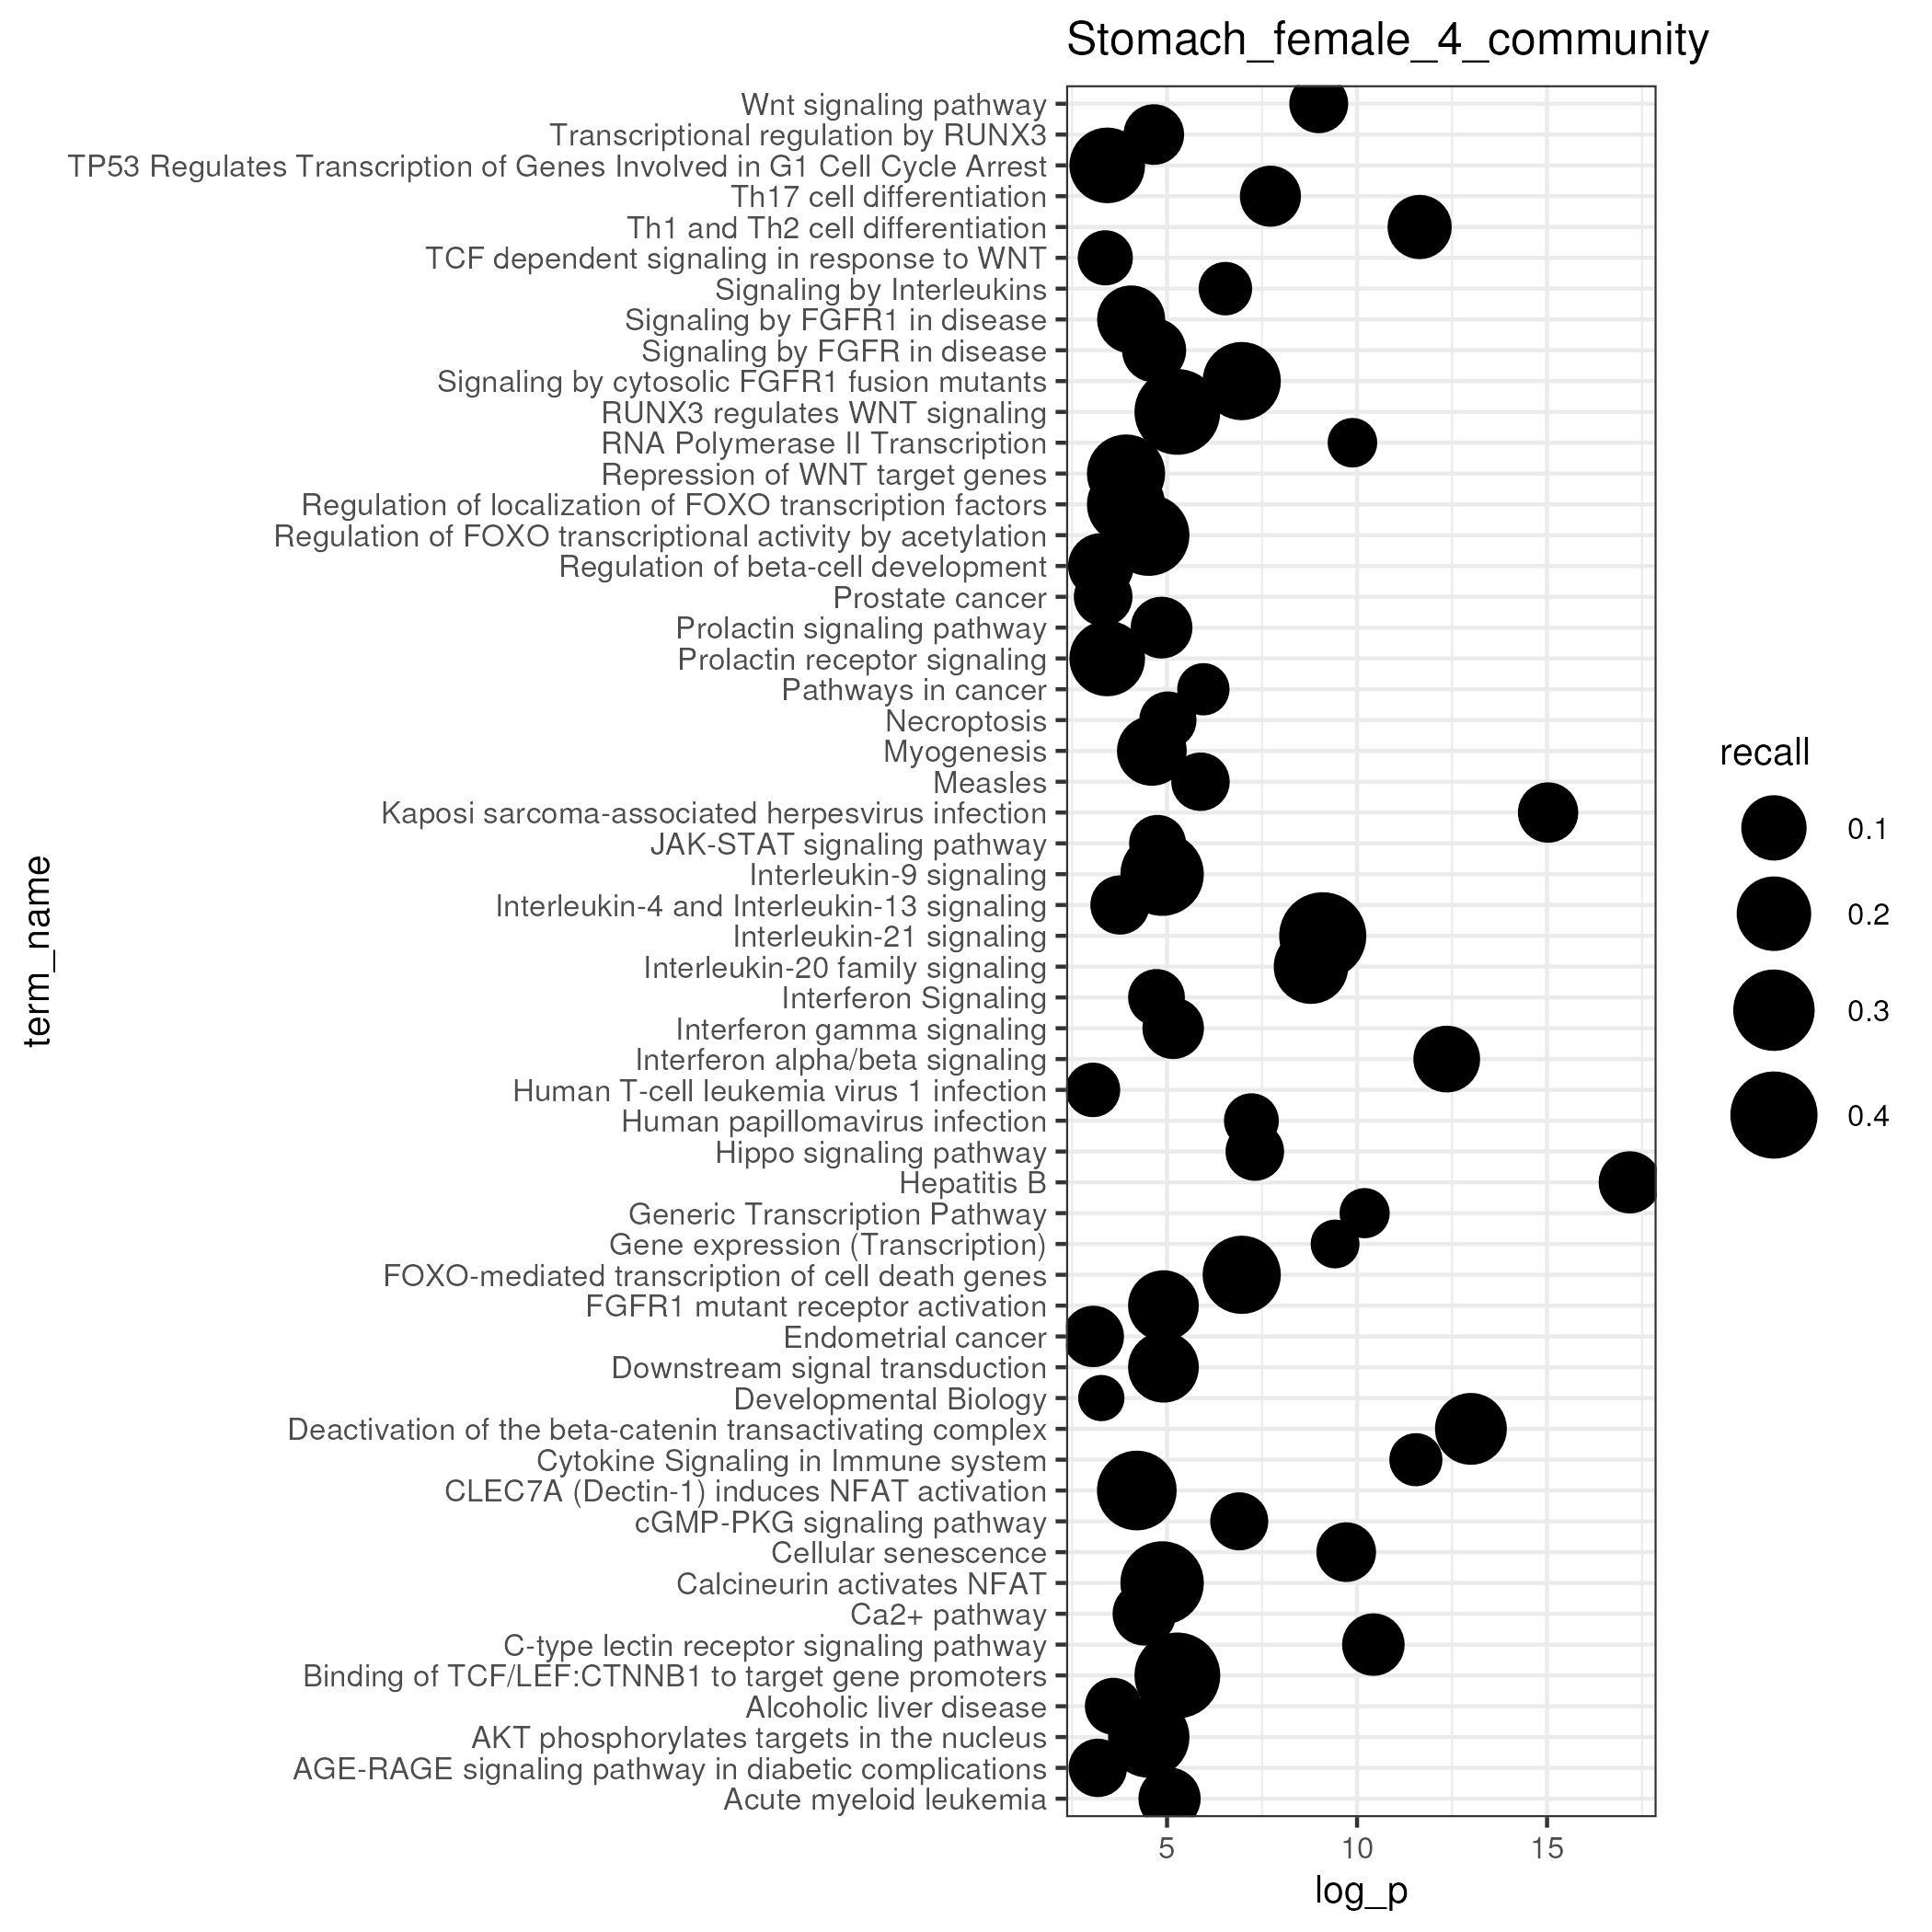 Stomach_female_4_community
Wnt signaling pathway
Transcriptional regulation by RUNX3
TP53 Regulates Transcription of Genes Involved in G1 Cell Cycle Arrest
Th17 cell differentiation
Th1 and Th2 cell differentiation
TCF dependent signaling in response to WNT
Signaling by Interleukins
Signaling by FGFR1 in disease
Signaling by FGFR in disease
Signaling by cytosolic FGFR1 fusion mutants
RUNX3 regulates WNT signaling
RNA Polymerase II Transcription
Repression of WNT target genes
Regulation of localization of FOXO transcription factors
Regulation of FOXO transcriptional activity by acetylation
Regulation of beta-cell development
Prostate cancer
Prolactin signaling pathway
Prolactin receptor signaling
Pathways in cancer
Necroptosis
Myogenesis
Measles
Kaposi sarcoma-associated herpesvirus infection
JAK-STAT signaling pathway
Interleukin-9 signaling
Interleukin-4 and Interleukin-13 signaling
Interleukin-21 signaling
Interleukin-20 family signaling
Interferon Signaling
Interferon gamma signaling
Interferon alpha/beta signaling
Human T-cell leukemia virus 1 infection
Human papillomavirus infection
Hippo signaling pathway
Hepatitis B
Generic Transcription Pathway
Gene expression (Transcription)
FOXO-mediated transcription of cell death genes
FGFR1 mutant receptor activation
Endometrial cancer
Downstream signal transduction
Developmental Biology
Deactivation of the beta-catenin transactivating complex
Cytokine Signaling in Immune system
CLEC7A (Dectin-1) induces NFAT activation
cGMP-PKG signaling pathway
Cellular senescence
Calcineurin activates NFAT
Ca2+ pathway
C-type lectin receptor signaling pathway
Binding of TCF/LEF:CTNNB1 to target gene promoters
Alcoholic liver disease
AKT phosphorylates targets in the nucleus
AGE-RAGE signaling pathway in diabetic complications
Acute myeloid leukemia
term_name
5 10 15
log_p
recall
0.1
0.2
0.3
0.4